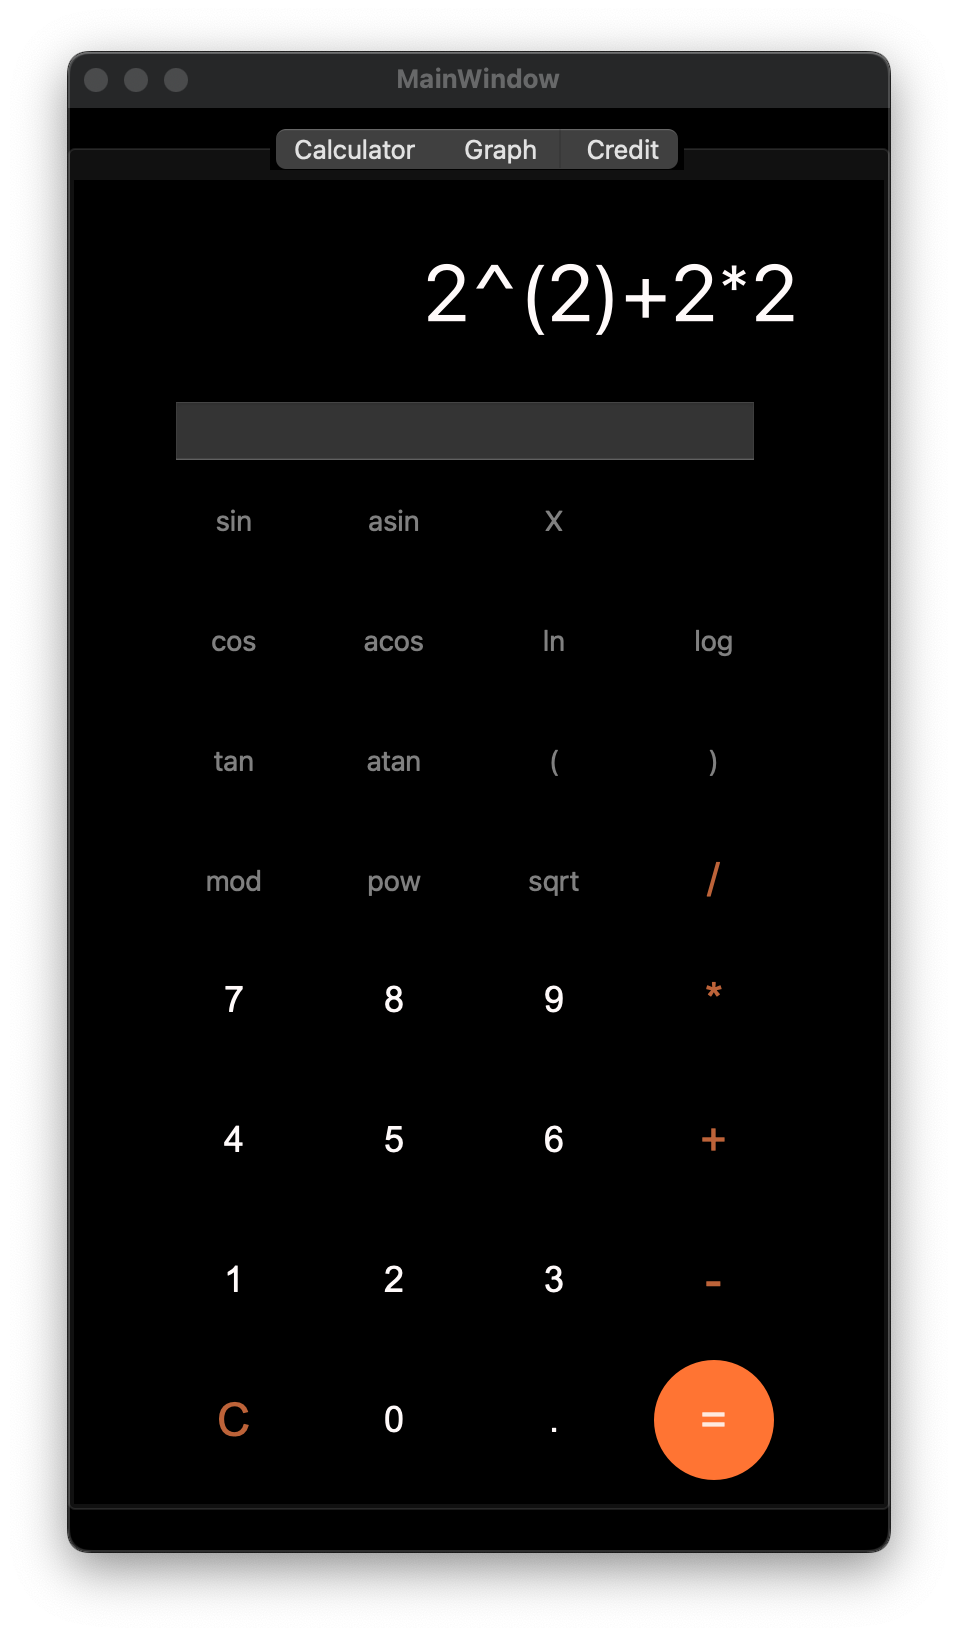 MainWindow
Calculator Graph Credit
2^(2)+2*2
sin asin X
cos acos ln log
tan atan ( )
mod pow sqrt /
7 8 9 *
4 5 6 +
1 2 3 -
C 0 . =